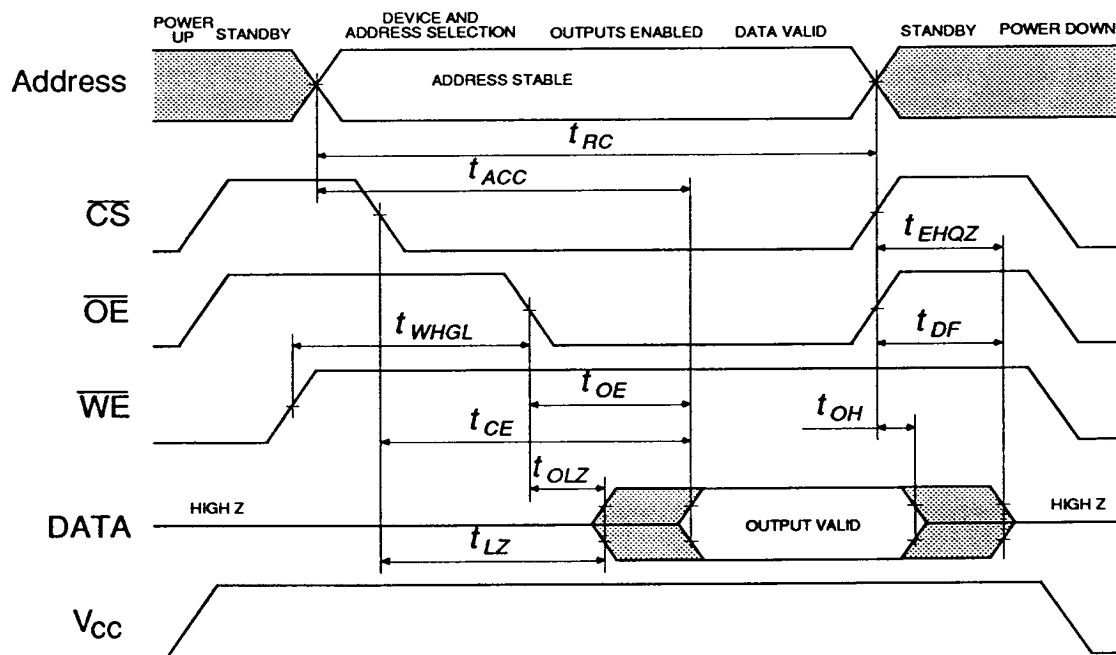 POWER UP STANDBY DEVICE AND ADDRESS SELECTION OUTPUTS ENABLED DATA VALID STANDBY POWER DOWN
Address ADDRESS STABLE
tRC
tACC
CS
tEHQZ
OE
tWHGL tDF
WE
tOE
tOH
tCE
tOLZ
HIGH Z HIGH Z
DATA OUTPUT VALID
tLZ
VCC